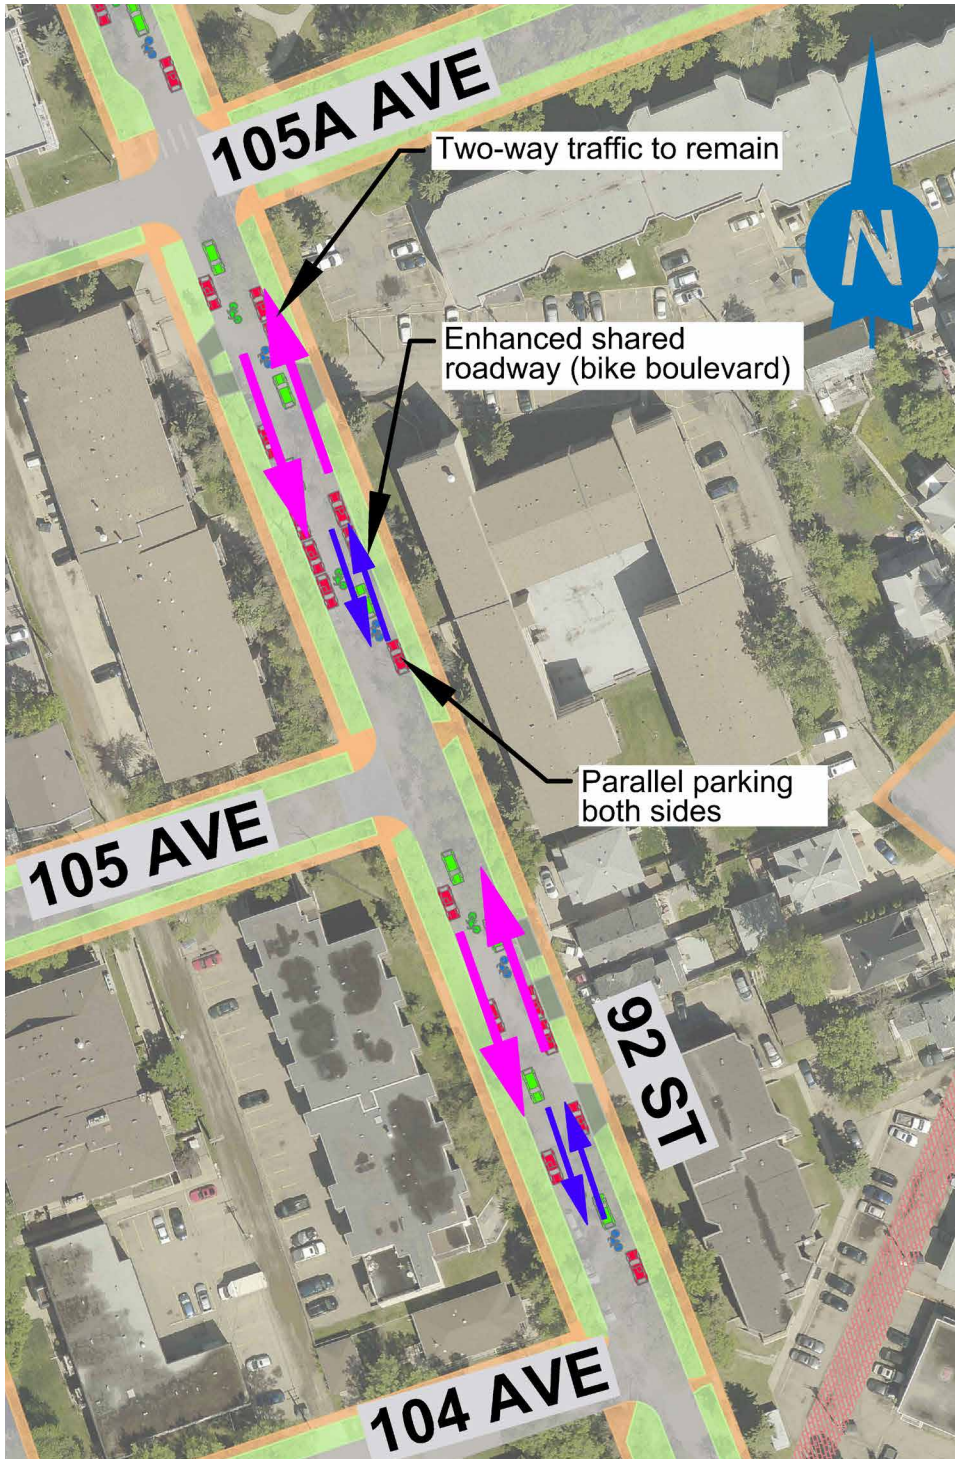 105A AVE
Two-way traffic to remain
N
Enhanced shared
roadway (bike boulevard)
Parallel parking
both sides
105 AVE
92 ST
104 AVE